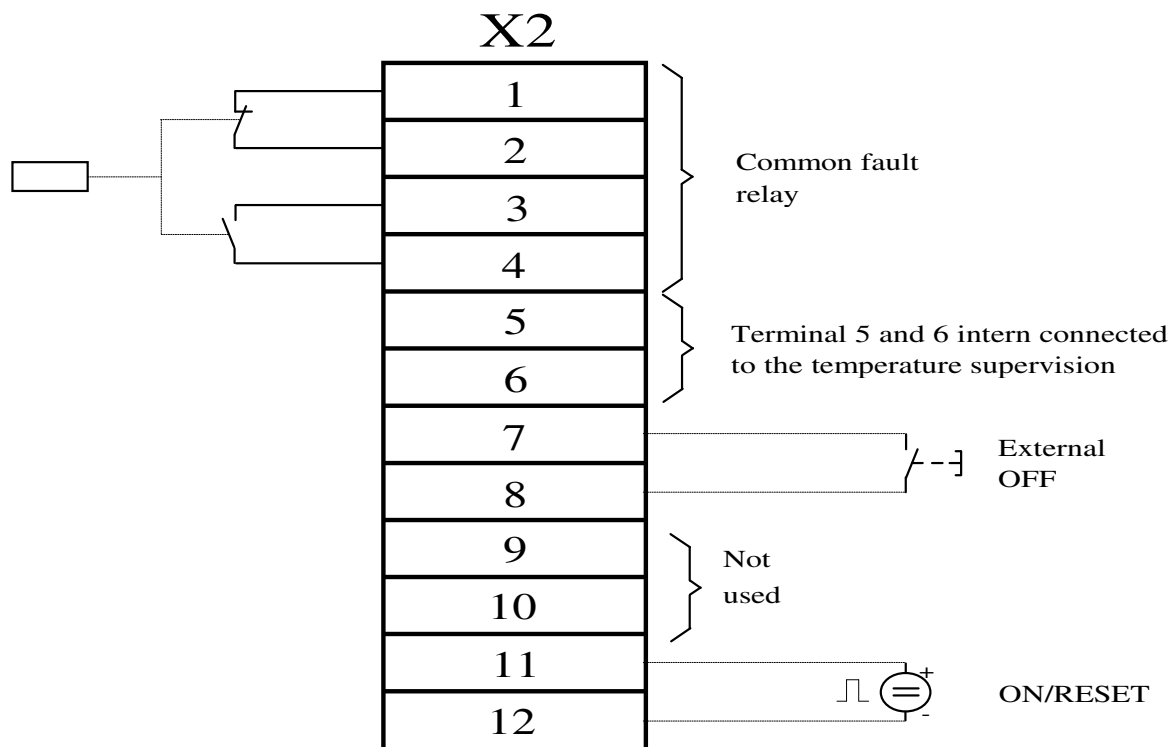 X2
1
2
3
4
5
6
7
8
9
10
11
12
Common fault
relay
Terminal 5 and 6 intern connected
to the temperature supervision
External
OFF
Not
used
+
-
ON/RESET